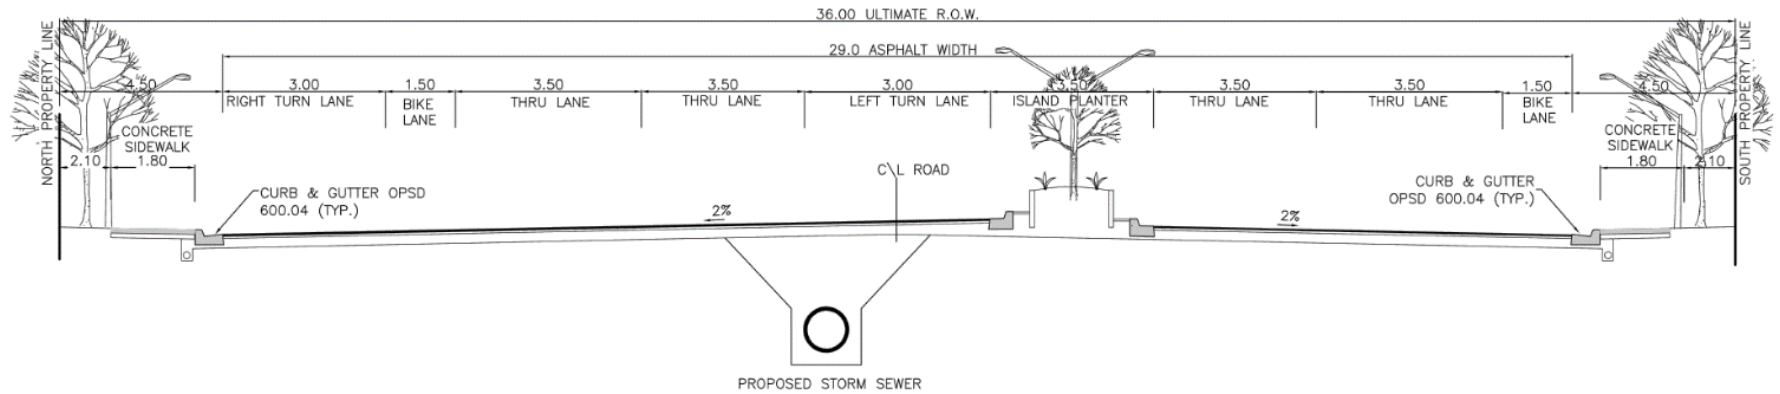 36.00 ULTIMATE R.O.W.
29.0 ASPHALT WIDTH
4.50 3.00 1.50 3.50 3.50 3.00 3.50 3.50 3.50 1.50 4.50
RIGHT TURN LANE
BIKE
LANE
THRU LANE
THRU LANE
LEFT TURN LANE
ISLAND PLANTER
THRU LANE
THRU LANE
BIKE
LANE
NORTH PROPERTY LINE
CONCRETE
SIDEWALK
2.10 1.80
CONCRETE
SIDEWALK
1.80 2.10
SOUTH PROPERTY LINE
C\L ROAD
CURB & GUTTER OPSD
600.04 (TYP.)
2%
2%
CURB & GUTTER
OPSD 600.04 (TYP.)
PROPOSED STORM SEWER